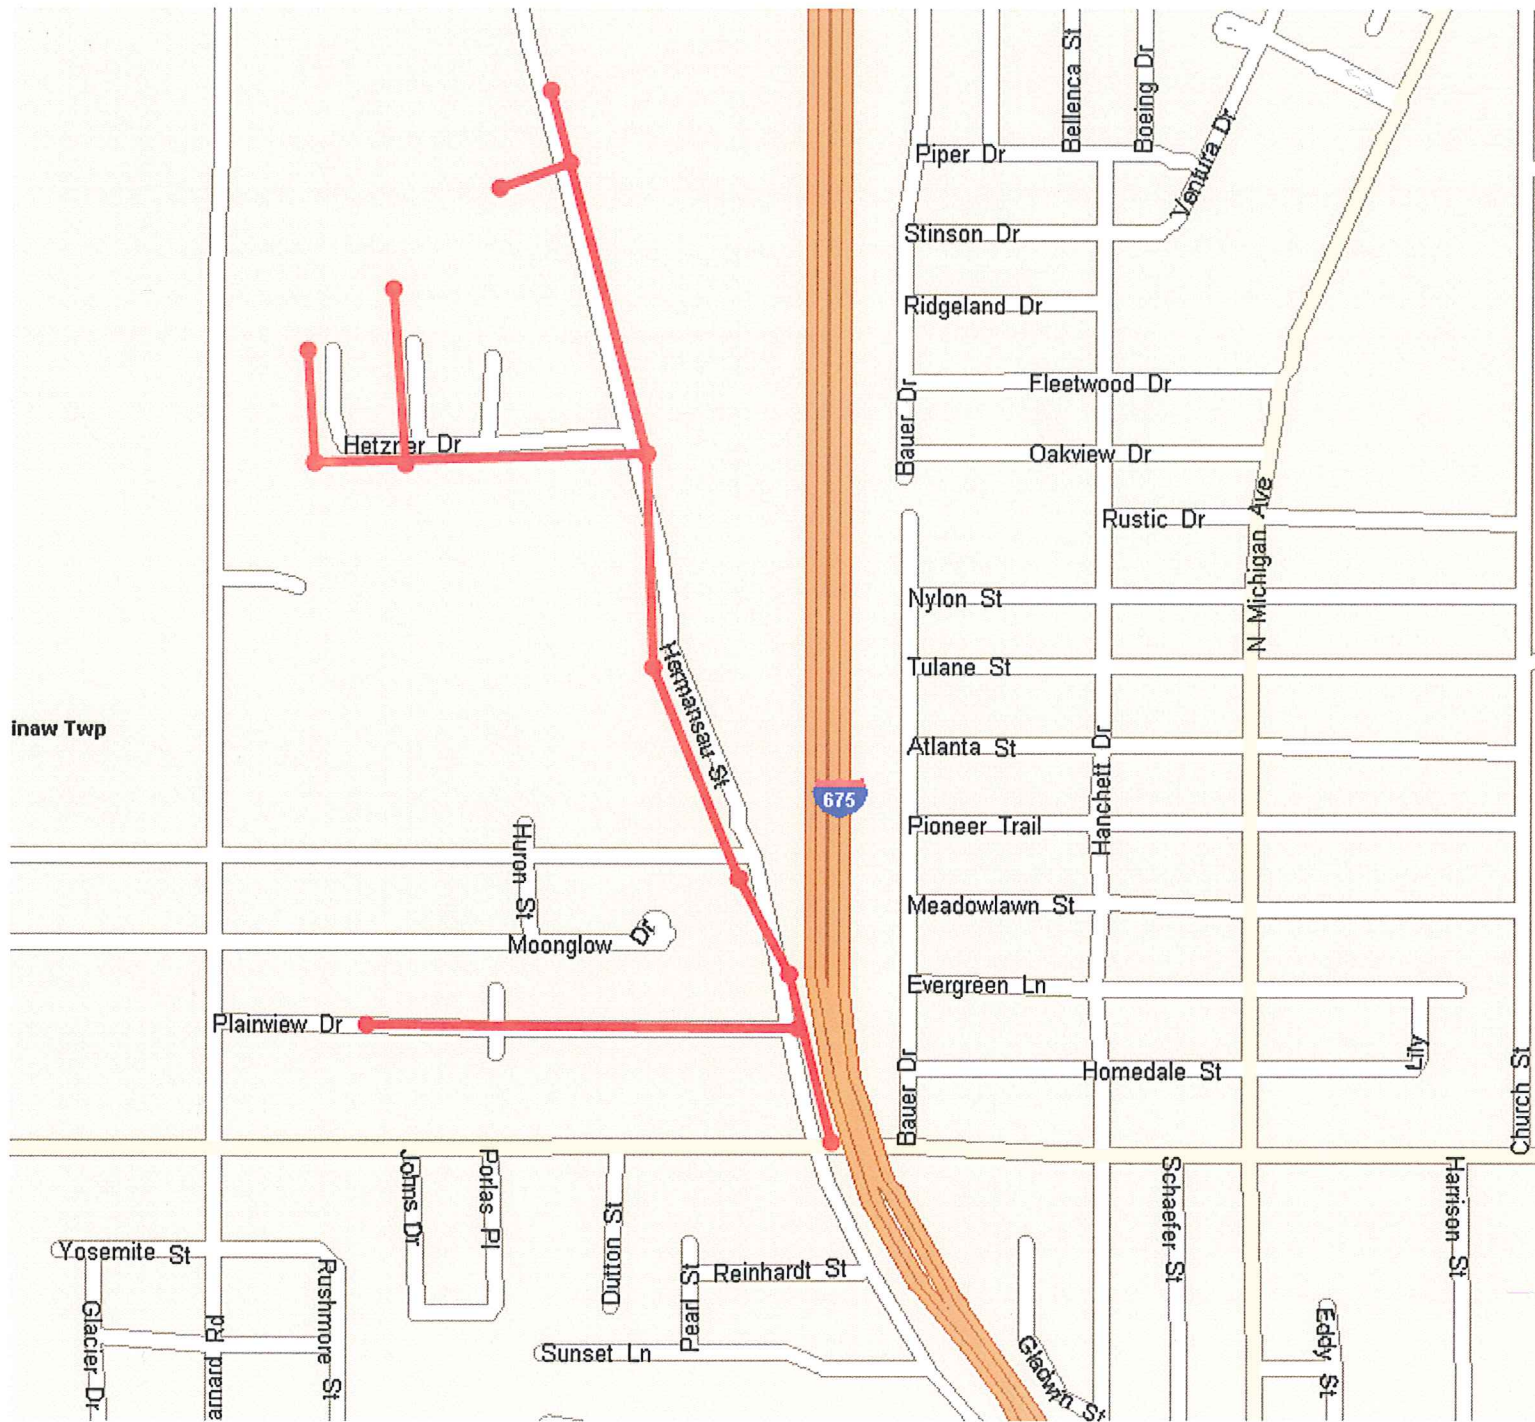 Bellenca St
Boeing Dr
Piper Dr
Ventura Dr
Stinson Dr
Ridgeland Dr
Fleetwood Dr
Bauer Dr
Hetzner Dr
Oakview Dr
N Michigan Ave
Rustic Dr
Nylon St
Hermansau St
Tulane St
inaw Twp
Atlanta St
Hanchett Dr
675
Pioneer Trail
Huron St
Meadowlawn St
Moonglow Dr
Evergreen Ln
Plainview Dr
Lily
Bauer Dr
Homedale St
Church St
Johns Dr
Porlas Pl
Schaefer St
Harrison St
Yosemite St
Dutton St
Reinhardt St
Rushmore St
Pearl St
Glacier Dr
arnard Rd
Sunset Ln
Gladwin St
Eddy St